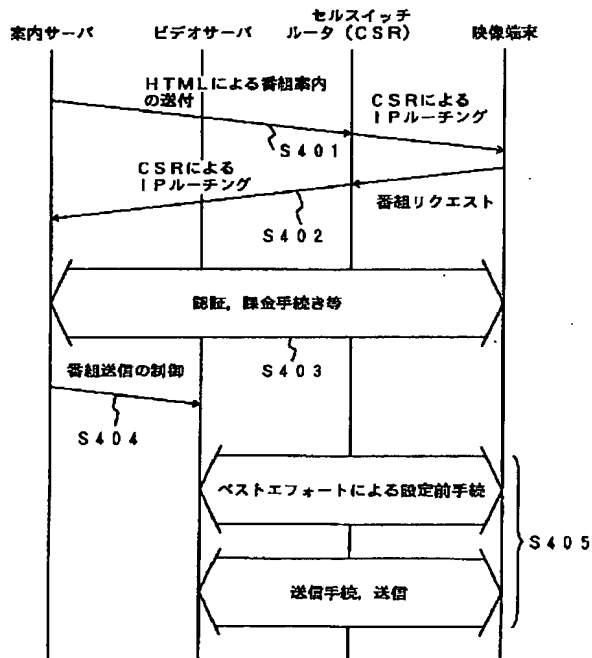 案内サーバ
ビデオサーバ
セルスイッチ
ルータ(CSR)
映像端末
HTMLによる番組案内
の送付
CSRによる
IPルーチング
S401
CSRによる
IPルーチング
番組リクエスト
S402
認証,課金手続き等
S403
番組送信の制御
S404
ベストエフォートによる設定前手続
S405
送信手続,送信